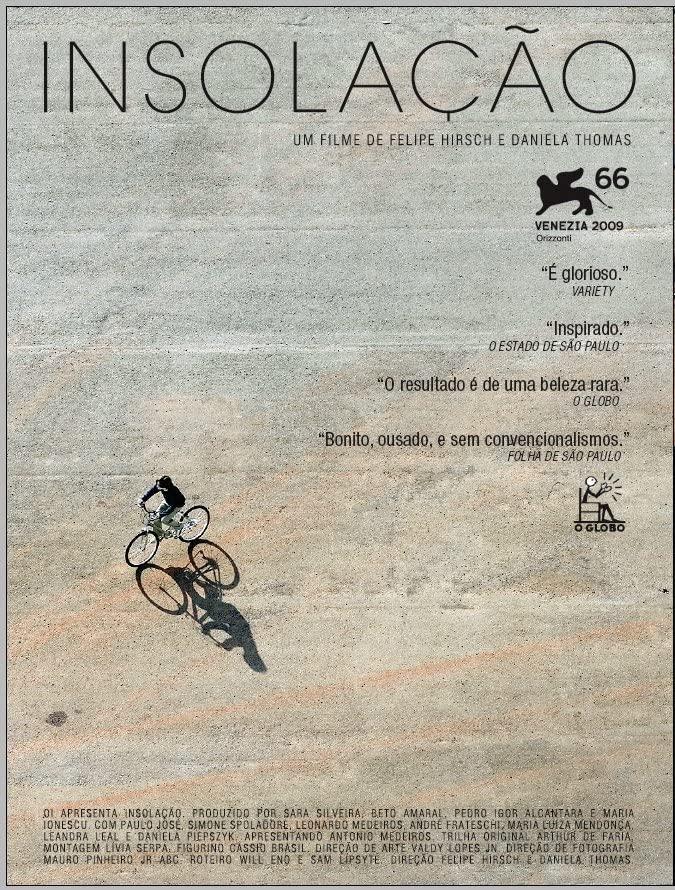 INSOLAÇÃO
UM FILME DE FELIPE HIRSCH E DANIELA THOMAS
66
VENEZIA 2009
Orizzonti
“É glorioso.”
VARIETY
“Inspirado.”
O ESTADO DE SÃO PAULO
“O resultado é de uma beleza rara.”
O GLOBO
“Bonito, ousado, e sem convencionalismos.”
FOLHA DE SÃO PAULO
O GLOBO
OI APRESENTA INSOLAÇÃO. PRODUZIDO POR SARA SILVEIRA, BETO AMARAL, PEDRO IGOR ALCANTARA E MARIA
IONESCU. COM PAULO JOSÉ, SIMONE SPOLADORE, LEONARDO MEDEIROS, ANDRÉ FRATESCHI, MARIA LUIZA MENDONÇA,
LEANDRA LEAL E DANIELA PIEPSZYK. APRESENTANDO ANTONIO MEDEIROS. TRILHA ORIGINAL ARTHUR DE FARIA.
MONTAGEM LÍVIA SERPA. FIGURINO CÁSSIO BRASIL. DIREÇÃO DE ARTE VALDY LOPES JN. DIREÇÃO DE FOTOGRAFIA
MAURO PINHEIRO JR ABC. ROTEIRO WILL ENO E SAM LIPSYTE. DIREÇÃO FELIPE HIRSCH E DANIELA THOMAS